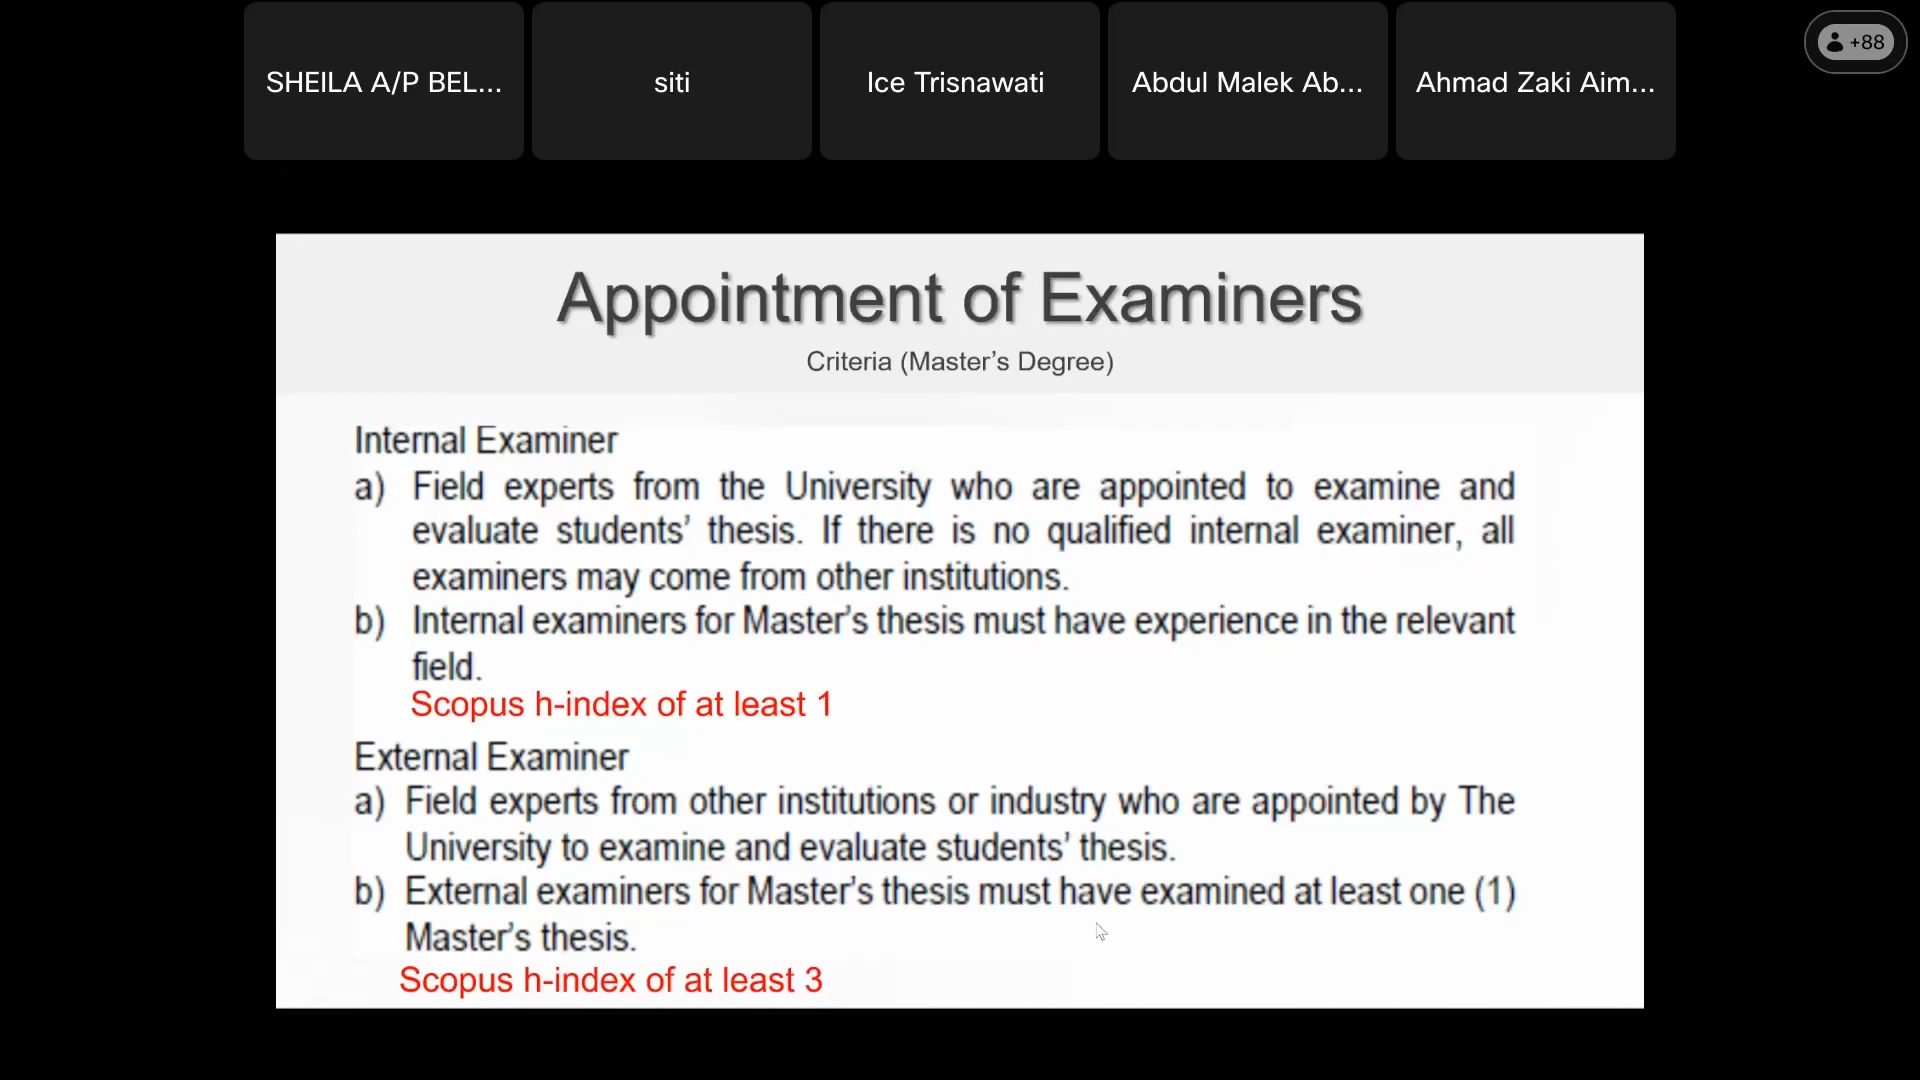 SHEILA A/P BEL...
siti
Ice Trisnawati
Abdul Malek Ab...
Ahmad Zaki Aim...
+88
Appointment of Examiners
Criteria (Master’s Degree)
Internal Examiner
a) Field experts from the University who are appointed to examine and
evaluate students’ thesis. If there is no qualified internal examiner, all
examiners may come from other institutions.
b) Internal examiners for Master’s thesis must have experience in the relevant
field.
Scopus h-index of at least 1
External Examiner
a) Field experts from other institutions or industry who are appointed by The
University to examine and evaluate students’ thesis.
b) External examiners for Master’s thesis must have examined at least one (1)
Master’s thesis.
Scopus h-index of at least 3